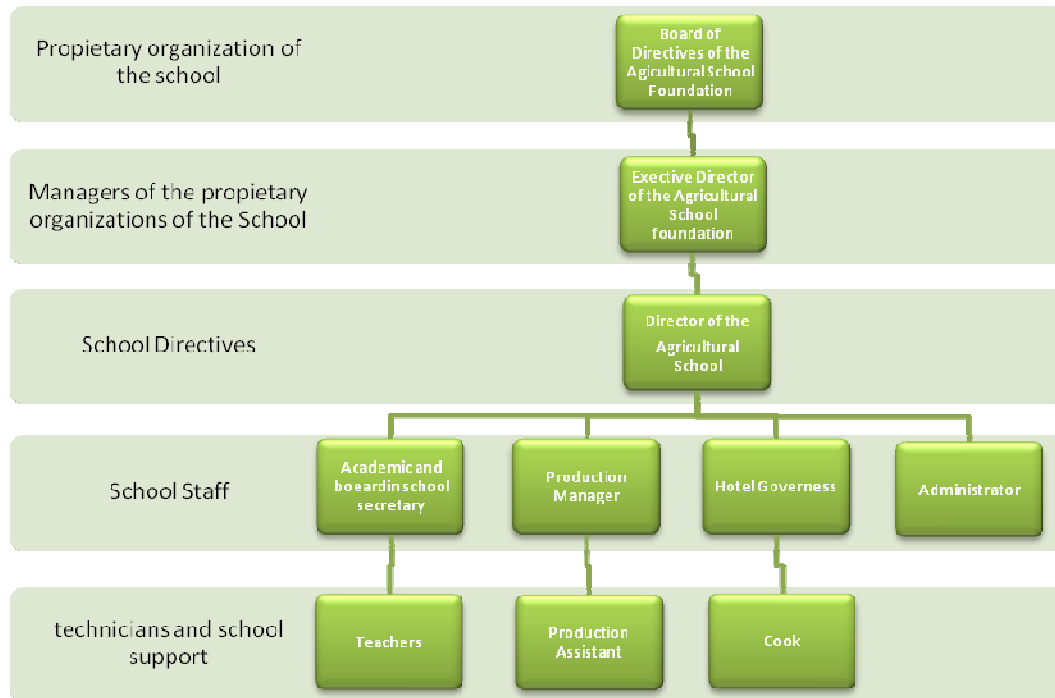 Propietary organization of
the school
Board of
Directives of the
Agicultural School
Foundation
Managers of the propietary
organizations of the School
Exective Director
of the Agricultural
School
foundation
School Directives
Director of the
Agricultural
School
School Staff
Academic and
boeardin school
secretary
Production
Manager
Hotel Governess
Administrator
technicians and school
support
Teachers
Production
Assistant
Cook